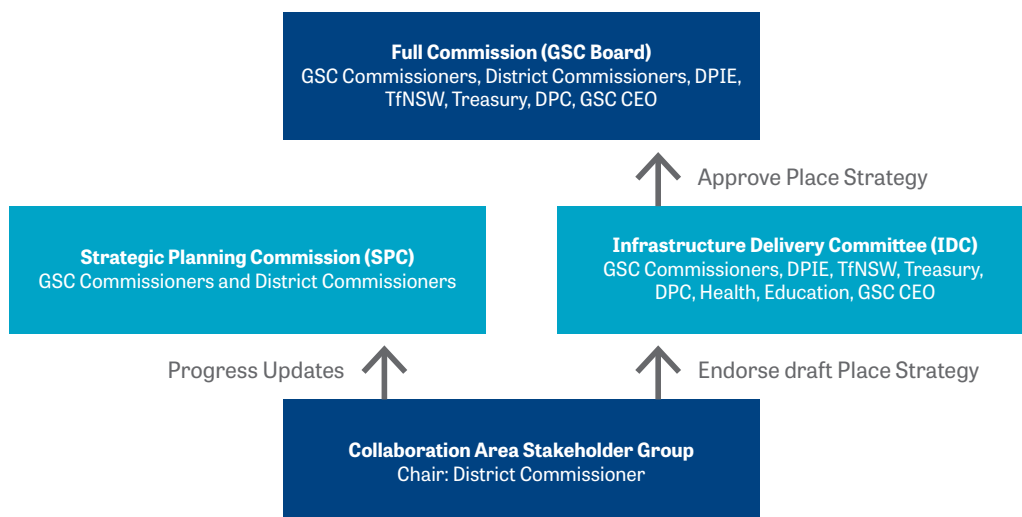 Full Commission (GSC Board)
GSC Commissioners, District Commissioners, DPIE,
TfNSW, Treasury, DPC, GSC CEO
Approve Place Strategy
Strategic Planning Commission (SPC)
GSC Commissioners and District Commissioners
Infrastructure Delivery Committee (IDC)
GSC Commissioners, DPIE, TfNSW, Treasury,
DPC, Health, Education, GSC CEO
Progress Updates
Endorse draft Place Strategy
Collaboration Area Stakeholder Group
Chair: District Commissioner